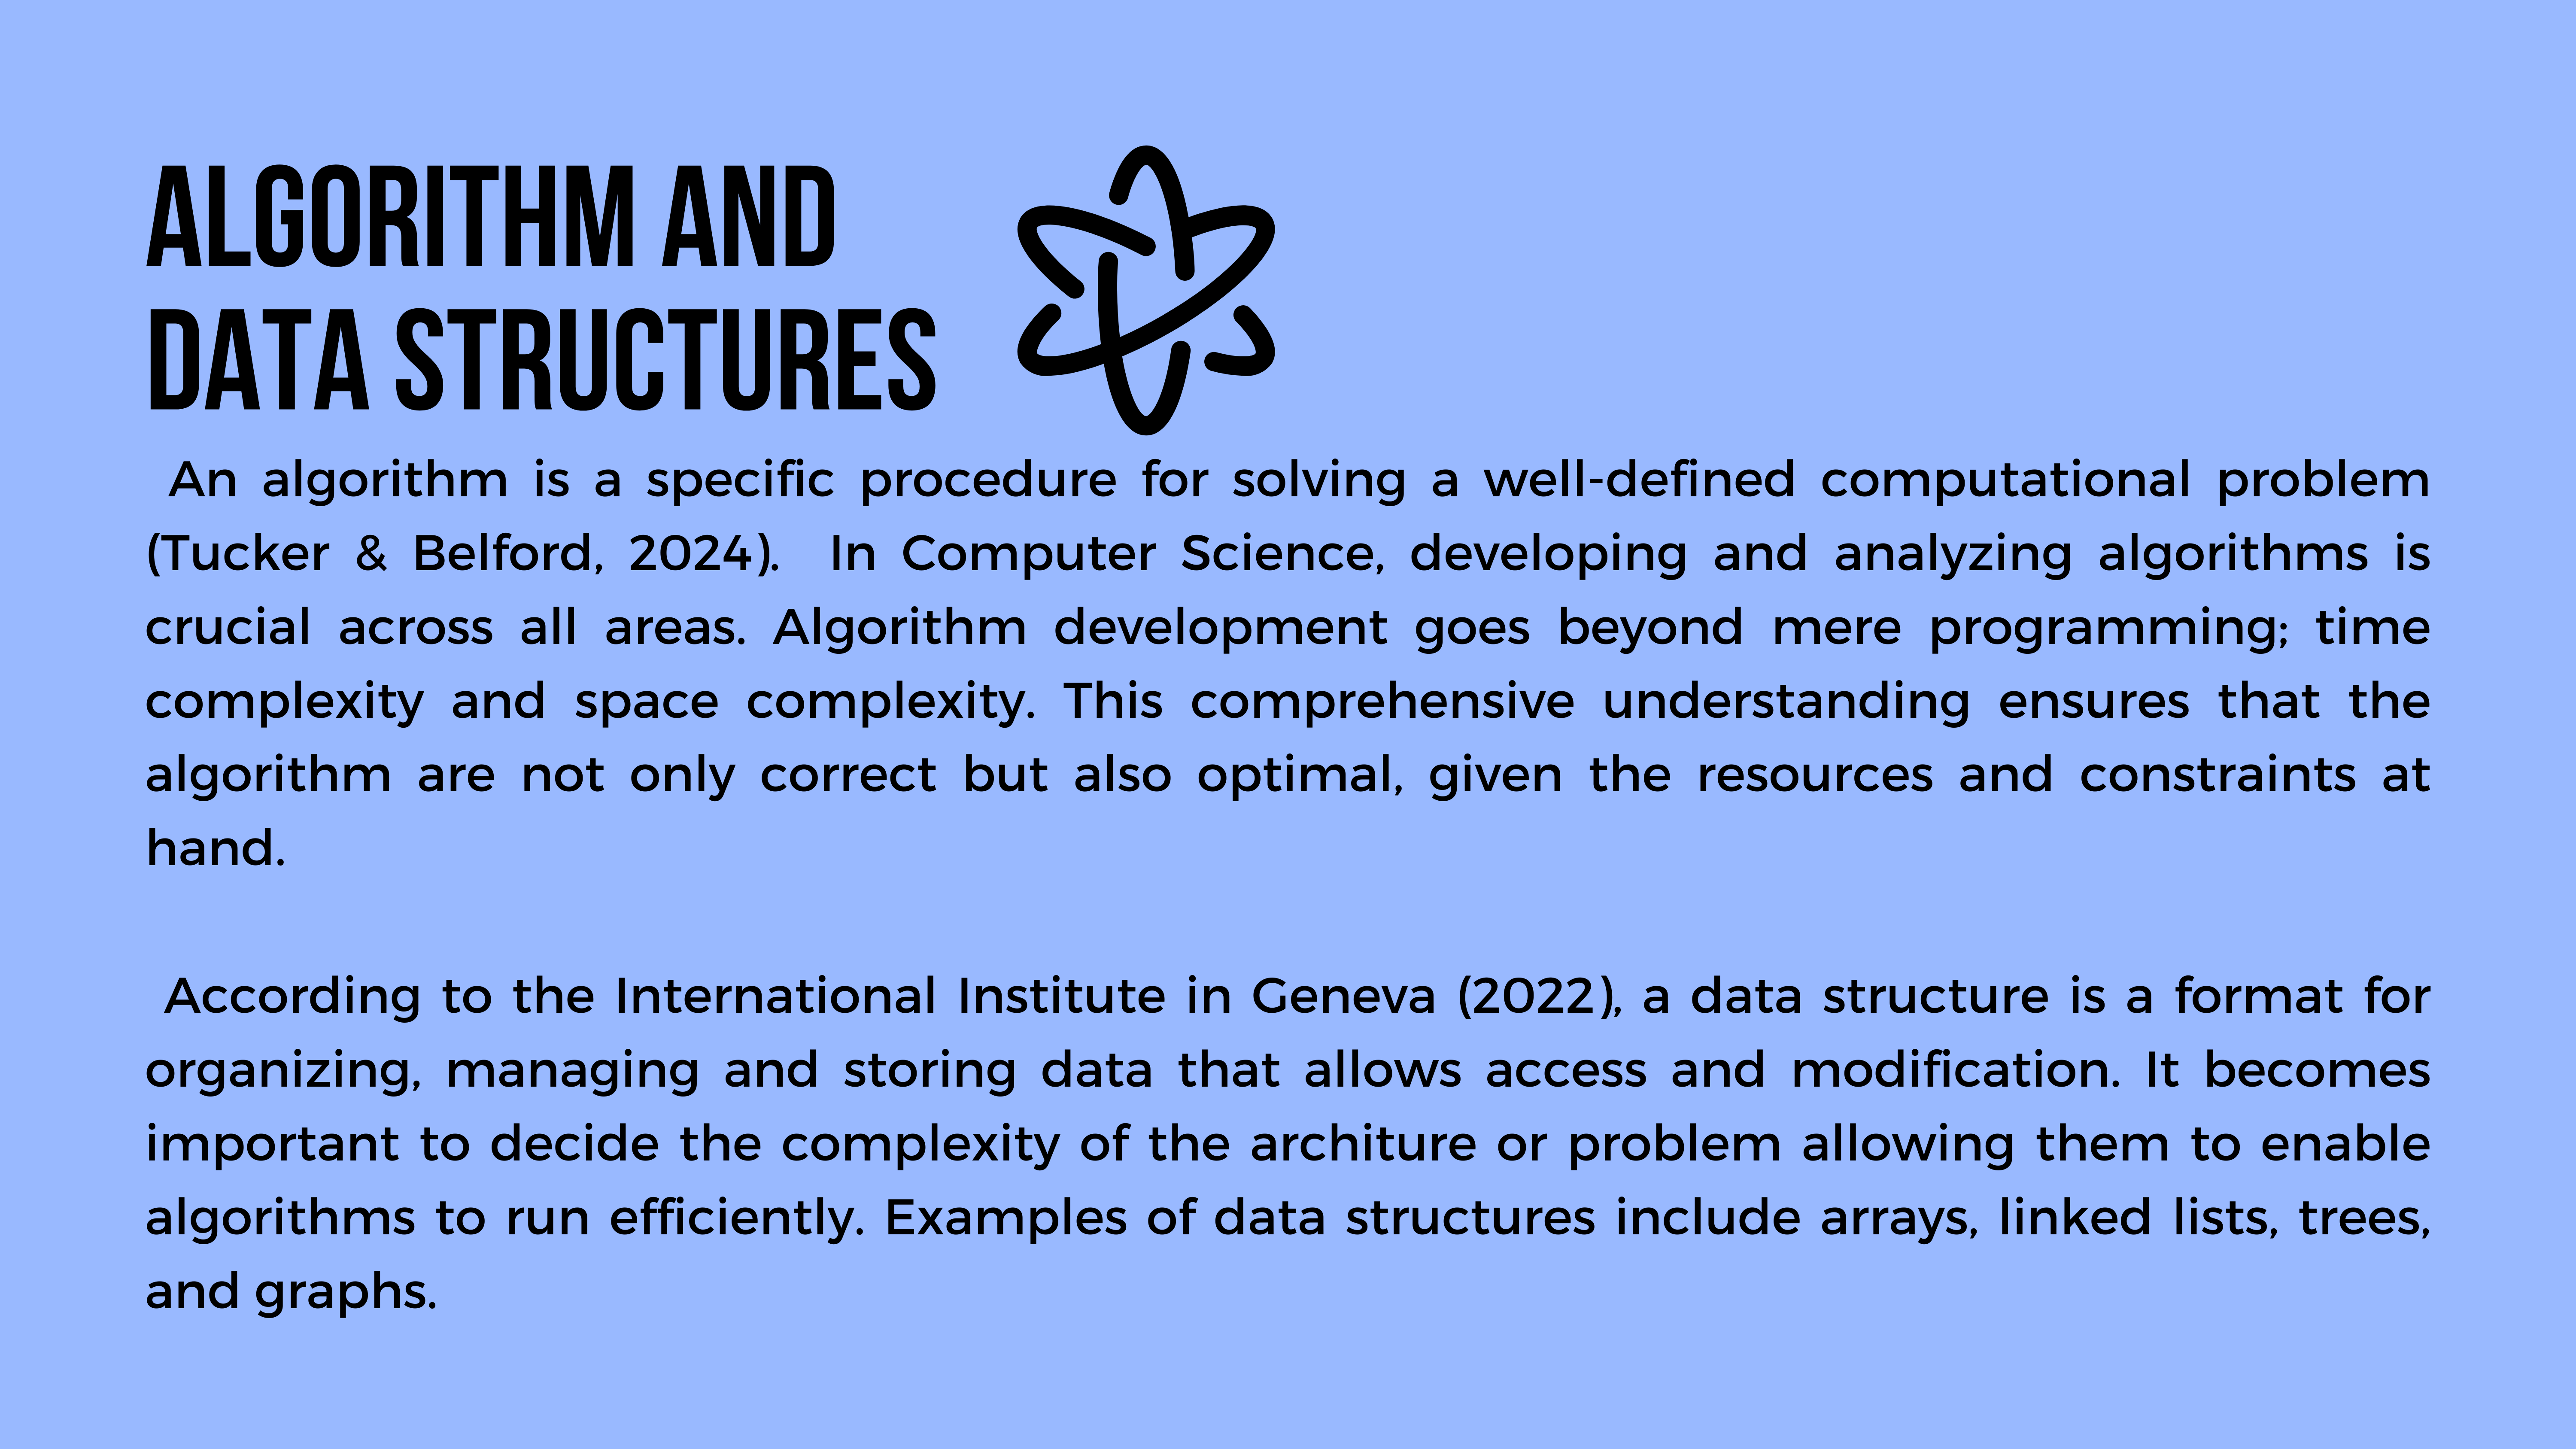 ALGORITHM AND
DATA STRUCTURES
An algorithm is a specific procedure for solving a well-defined computational problem
(Tucker & Belford, 2024). In Computer Science, developing and analyzing algorithms is
crucial across all areas. Algorithm development goes beyond mere programming; time
complexity and space complexity. This comprehensive understanding ensures that the
algorithm are not only correct but also optimal, given the resources and constraints at
hand.
According to the International Institute in Geneva (2022), a data structure is a format for
organizing, managing and storing data that allows access and modification. It becomes
important to decide the complexity of the architure or problem allowing them to enable
algorithms to run efficiently. Examples of data structures include arrays, linked lists, trees,
and graphs.